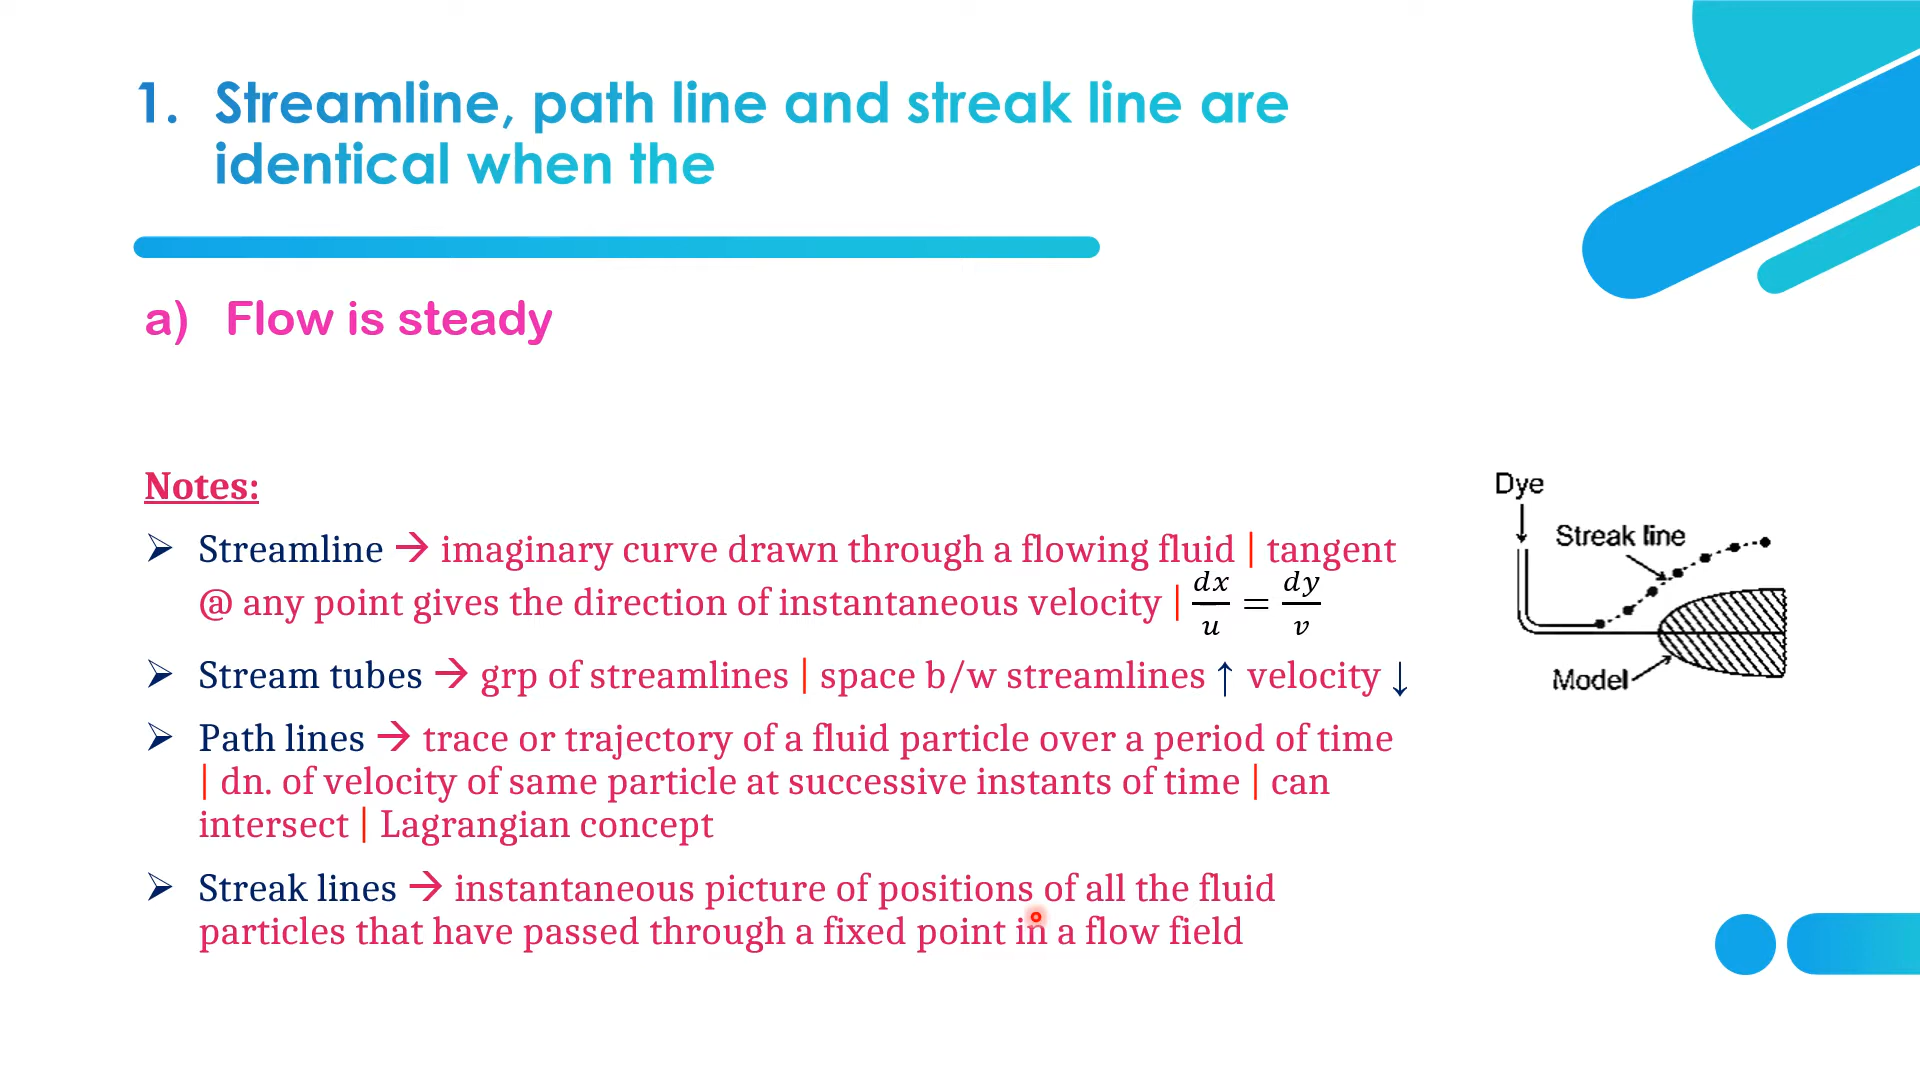 1. Streamline, path line and streak line are
identical when the
a) Flow is steady
Notes:
➢ Streamline → imaginary curve drawn through a flowing fluid | tangent
@ any point gives the direction of instantaneous velocity | dx/u = dy/v
➢ Stream tubes → grp of streamlines | space b/w streamlines ↑ velocity ↓
➢ Path lines → trace or trajectory of a fluid particle over a period of time
| dn. of velocity of same particle at successive instants of time | can
intersect | Lagrangian concept
➢ Streak lines → instantaneous picture of positions of all the fluid
particles that have passed through a fixed point in a flow field
Dye
Streak line
Model